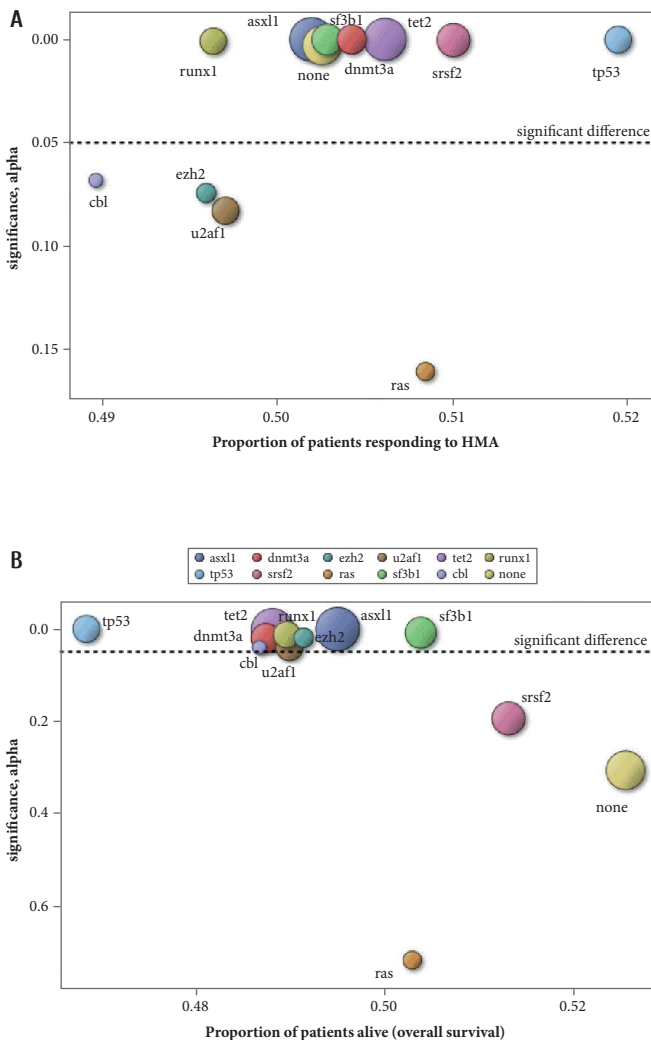 A
0.00
0.05
0.10
0.15
significance, alpha
asxl1
sf3b1
tet2
runx1
none
dnmt3a
srsf2
tp53
significant difference
cbl
ezh2
u2af1
ras
0.49
0.50
0.51
0.52
Proportion of patients responding to HMA
B
asxl1 dnmt3a ezh2 u2af1 tet2 runx1
tp53 srsf2 ras sf3b1 cbl none
0.0
0.2
0.4
0.6
significance, alpha
tp53
tet2
runx1
asxl1
sf3b1
dnmt3a
ezh2
significant difference
cbl
u2af1
srsf2
none
ras
0.48
0.50
0.52
Proportion of patients alive (overall survival)